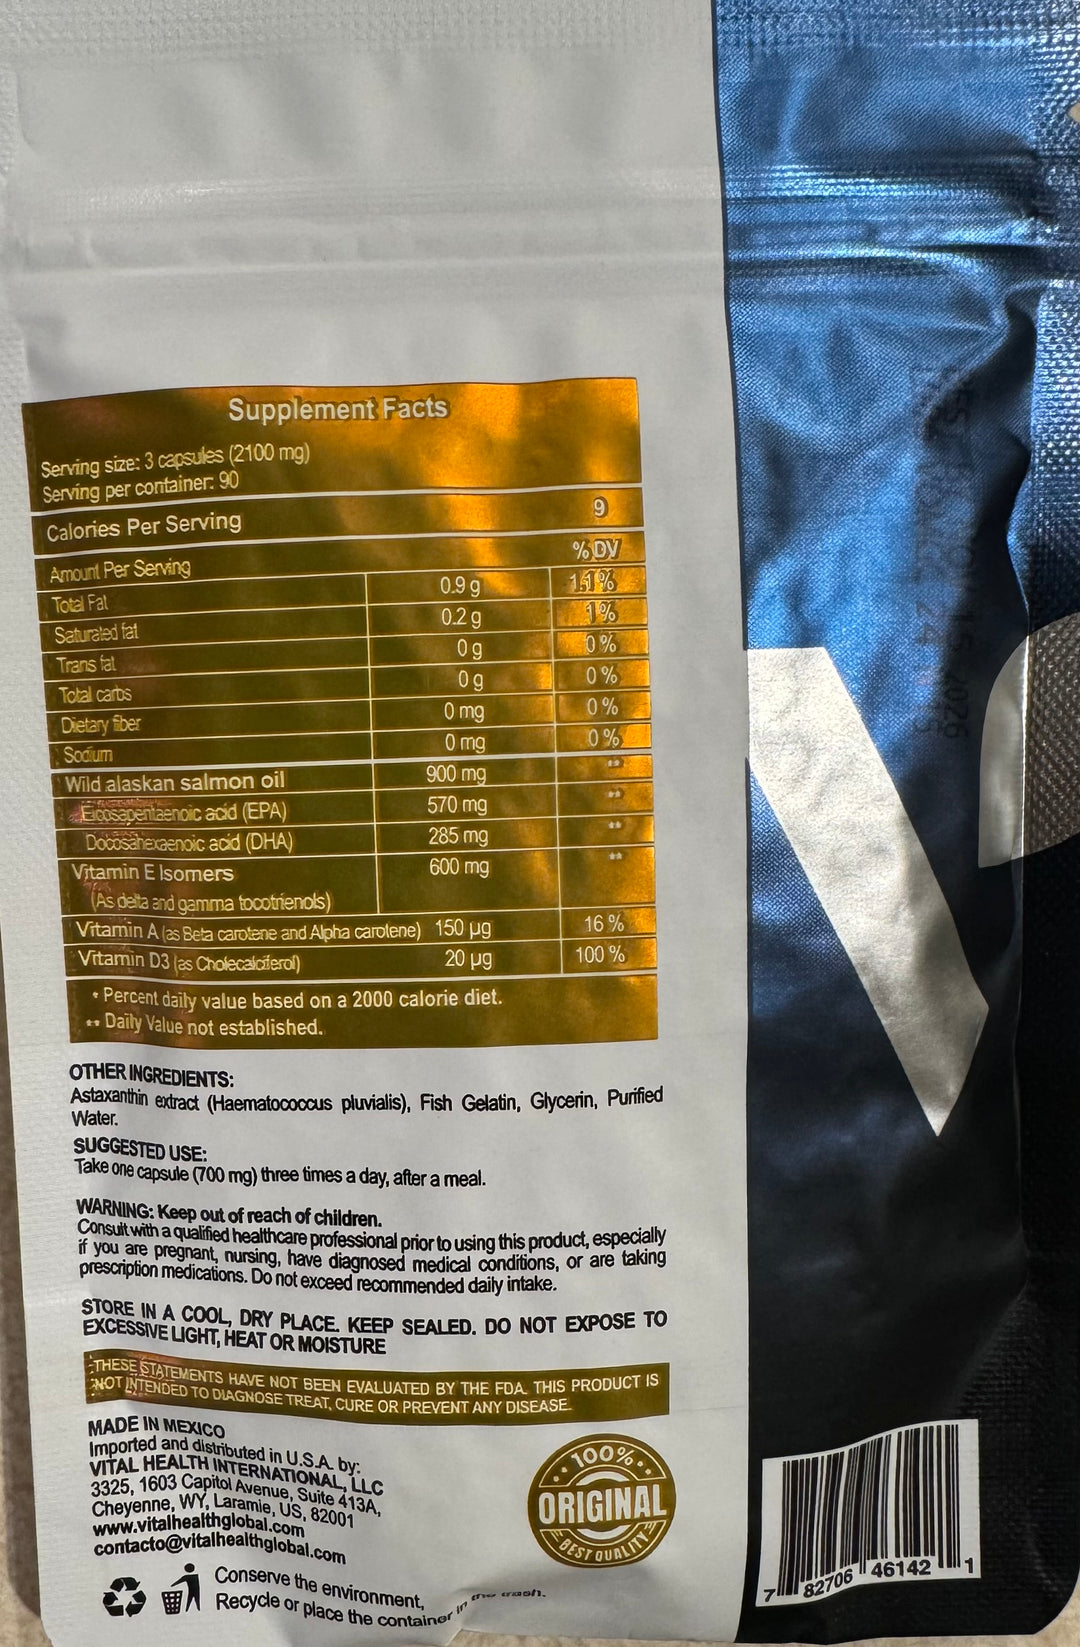 Supplement Facts
Serving size: 3 capsules (2100 mg)
Serving per container: 90
Calories Per Serving 9
Amount Per Serving %DV
Total Fat 0.9 g 1.1%
Saturated fat 0.2 g 1%
Trans fat 0 g 0 %
Total carbs 0 g 0 %
Dietary fiber 0 mg 0 %
Sodium 0 mg 0 %
Wild alaskan salmon oil 900 mg **
Eicosapentaenoic acid (EPA) 570 mg **
Docosahexaenoic acid (DHA) 285 mg **
Vitamin E Isomers 600 mg **
(As delta and gamma tocotrienols)
Vitamin A (as Beta carotene and Alpha carotene) 150 µg 16 %
Vitamin D3 (as Cholecalciferol) 20 µg 100 %
* Percent daily value based on a 2000 calorie diet.
** Daily Value not established.
OTHER INGREDIENTS:
Astaxanthin extract (Haematococcus pluvialis), Fish Gelatin, Glycerin, Purified
Water.
SUGGESTED USE:
Take one capsule (700 mg) three times a day, after a meal.
WARNING: Keep out of reach of children.
Consult with a qualified healthcare professional prior to using this product, especially
if you are pregnant, nursing, have diagnosed medical conditions, or are taking
prescription medications. Do not exceed recommended daily intake.
STORE IN A COOL, DRY PLACE. KEEP SEALED. DO NOT EXPOSE TO
EXCESSIVE LIGHT, HEAT OR MOISTURE
THESE STATEMENTS HAVE NOT BEEN EVALUATED BY THE FDA. THIS PRODUCT IS
NOT INTENDED TO DIAGNOSE TREAT, CURE OR PREVENT ANY DISEASE.
MADE IN MEXICO
Imported and distributed in U.S.A. by:
VITAL HEALTH INTERNATIONAL, LLC
3325, 1603 Capitol Avenue, Suite 413A,
Cheyenne, WY, Laramie, US, 82001
www.vitalhealthglobal.com
contacto@vitalhealthglobal.com
100%
ORIGINAL
BEST QUALITY
Conserve the environment,
Recycle or place the container in the trash.
7 82706 46142 1